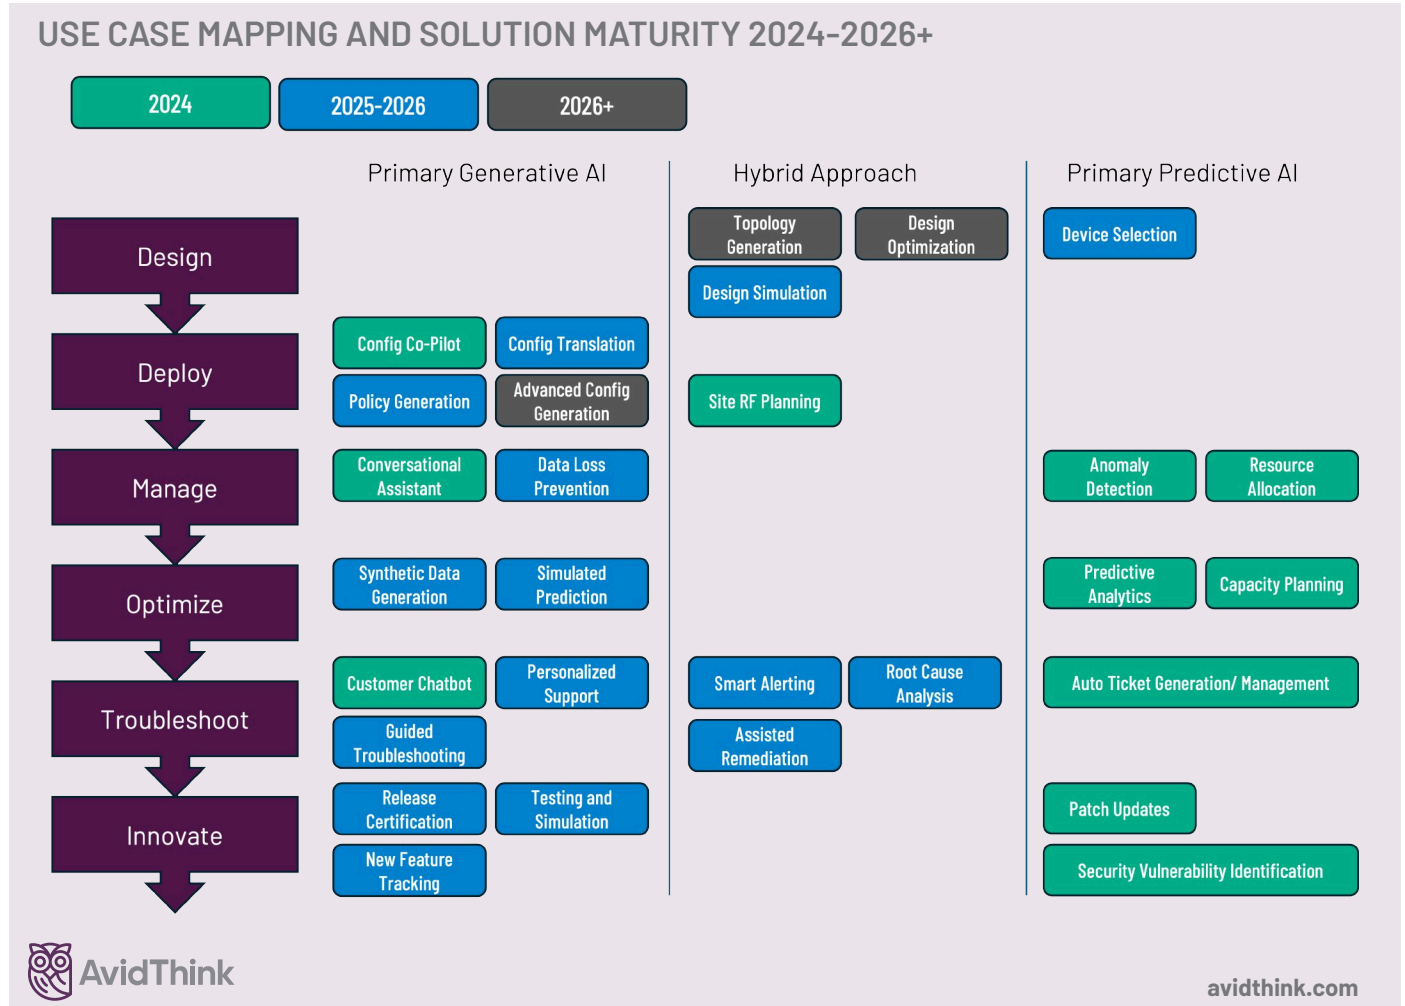 USE CASE MAPPING AND SOLUTION MATURITY 2024-2026+
2024
2025-2026
2026+
Primary Generative AI
Hybrid Approach
Primary Predictive AI
Design
Topology
Generation
Design
Optimization
Design Simulation
Device Selection
Deploy
Config Co-Pilot
Config Translation
Policy Generation
Advanced Config
Generation
Site RF Planning
Manage
Conversational
Assistant
Data Loss
Prevention
Anomaly
Detection
Resource
Allocation
Optimize
Synthetic Data
Generation
Simulated
Prediction
Predictive
Analytics
Capacity Planning
Troubleshoot
Customer Chatbot
Personalized
Support
Guided
Troubleshooting
Smart Alerting
Root Cause
Analysis
Assisted
Remediation
Auto Ticket Generation/ Management
Innovate
Release
Certification
Testing and
Simulation
New Feature
Tracking
Patch Updates
Security Vulnerability Identification
AvidThink
avidthink.com